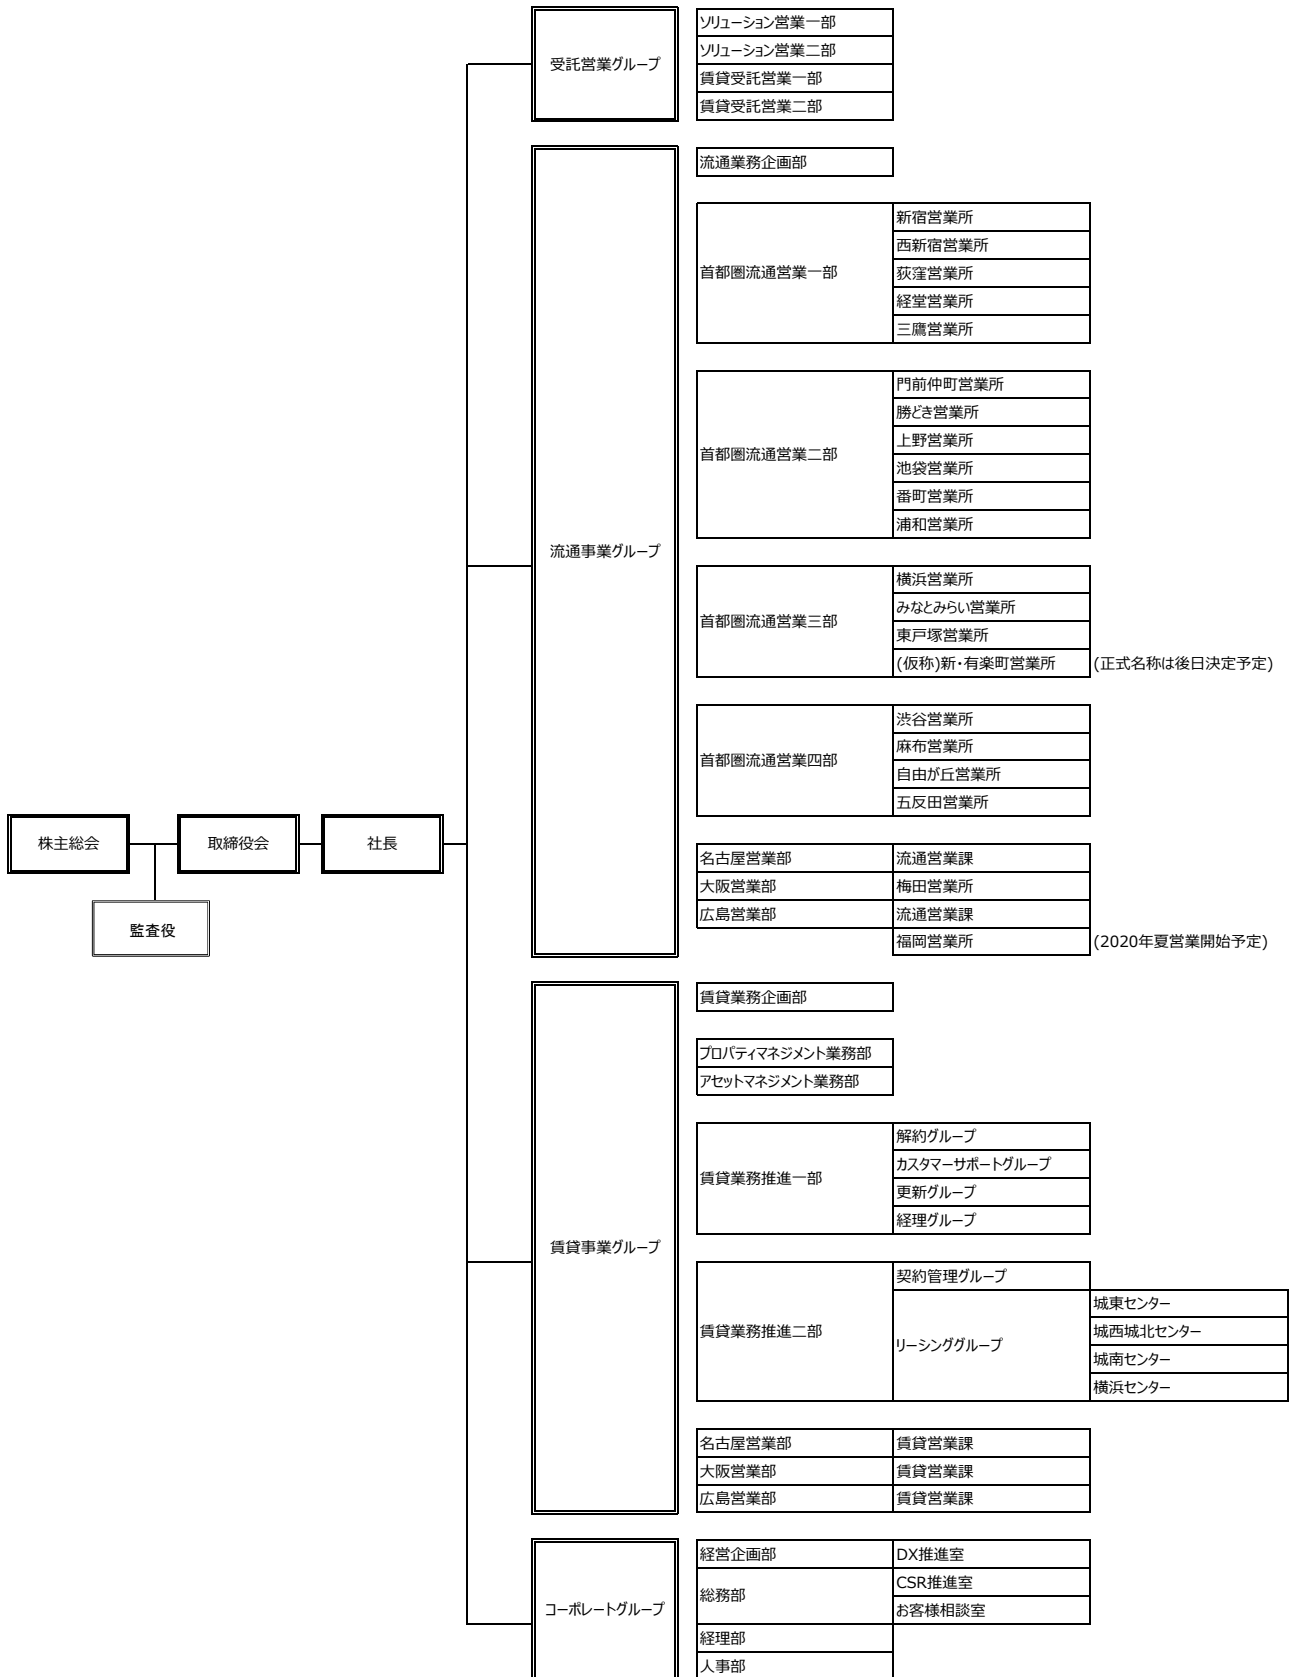 受託営業グループ
ソリューション営業一部
ソリューション営業二部
賃貸受託営業一部
賃貸受託営業二部
流通事業グループ
流通業務企画部
首都圏流通営業一部
新宿営業所
西新宿営業所
荻窪営業所
経堂営業所
三鷹営業所
首都圏流通営業二部
門前仲町営業所
勝どき営業所
上野営業所
池袋営業所
番町営業所
浦和営業所
首都圏流通営業三部
横浜営業所
みなとみらい営業所
東戸塚営業所
(仮称)新・有楽町営業所 (正式名称は後日決定予定)
首都圏流通営業四部
渋谷営業所
麻布営業所
自由が丘営業所
五反田営業所
株主総会 取締役会 社長
監査役
名古屋営業部 流通営業課
大阪営業部 梅田営業所
広島営業部 流通営業課
福岡営業所 (2020年夏営業開始予定)
賃貸事業グループ
賃貸業務企画部
プロパティマネジメント業務部
アセットマネジメント業務部
賃貸業務推進一部
解約グループ
カスタマーサポートグループ
更新グループ
経理グループ
賃貸業務推進二部
契約管理グループ
リーシンググループ
城東センター
城西城北センター
城南センター
横浜センター
名古屋営業部 賃貸営業課
大阪営業部 賃貸営業課
広島営業部 賃貸営業課
コーポレートグループ
経営企画部 DX推進室
総務部
CSR推進室
お客様相談室
経理部
人事部